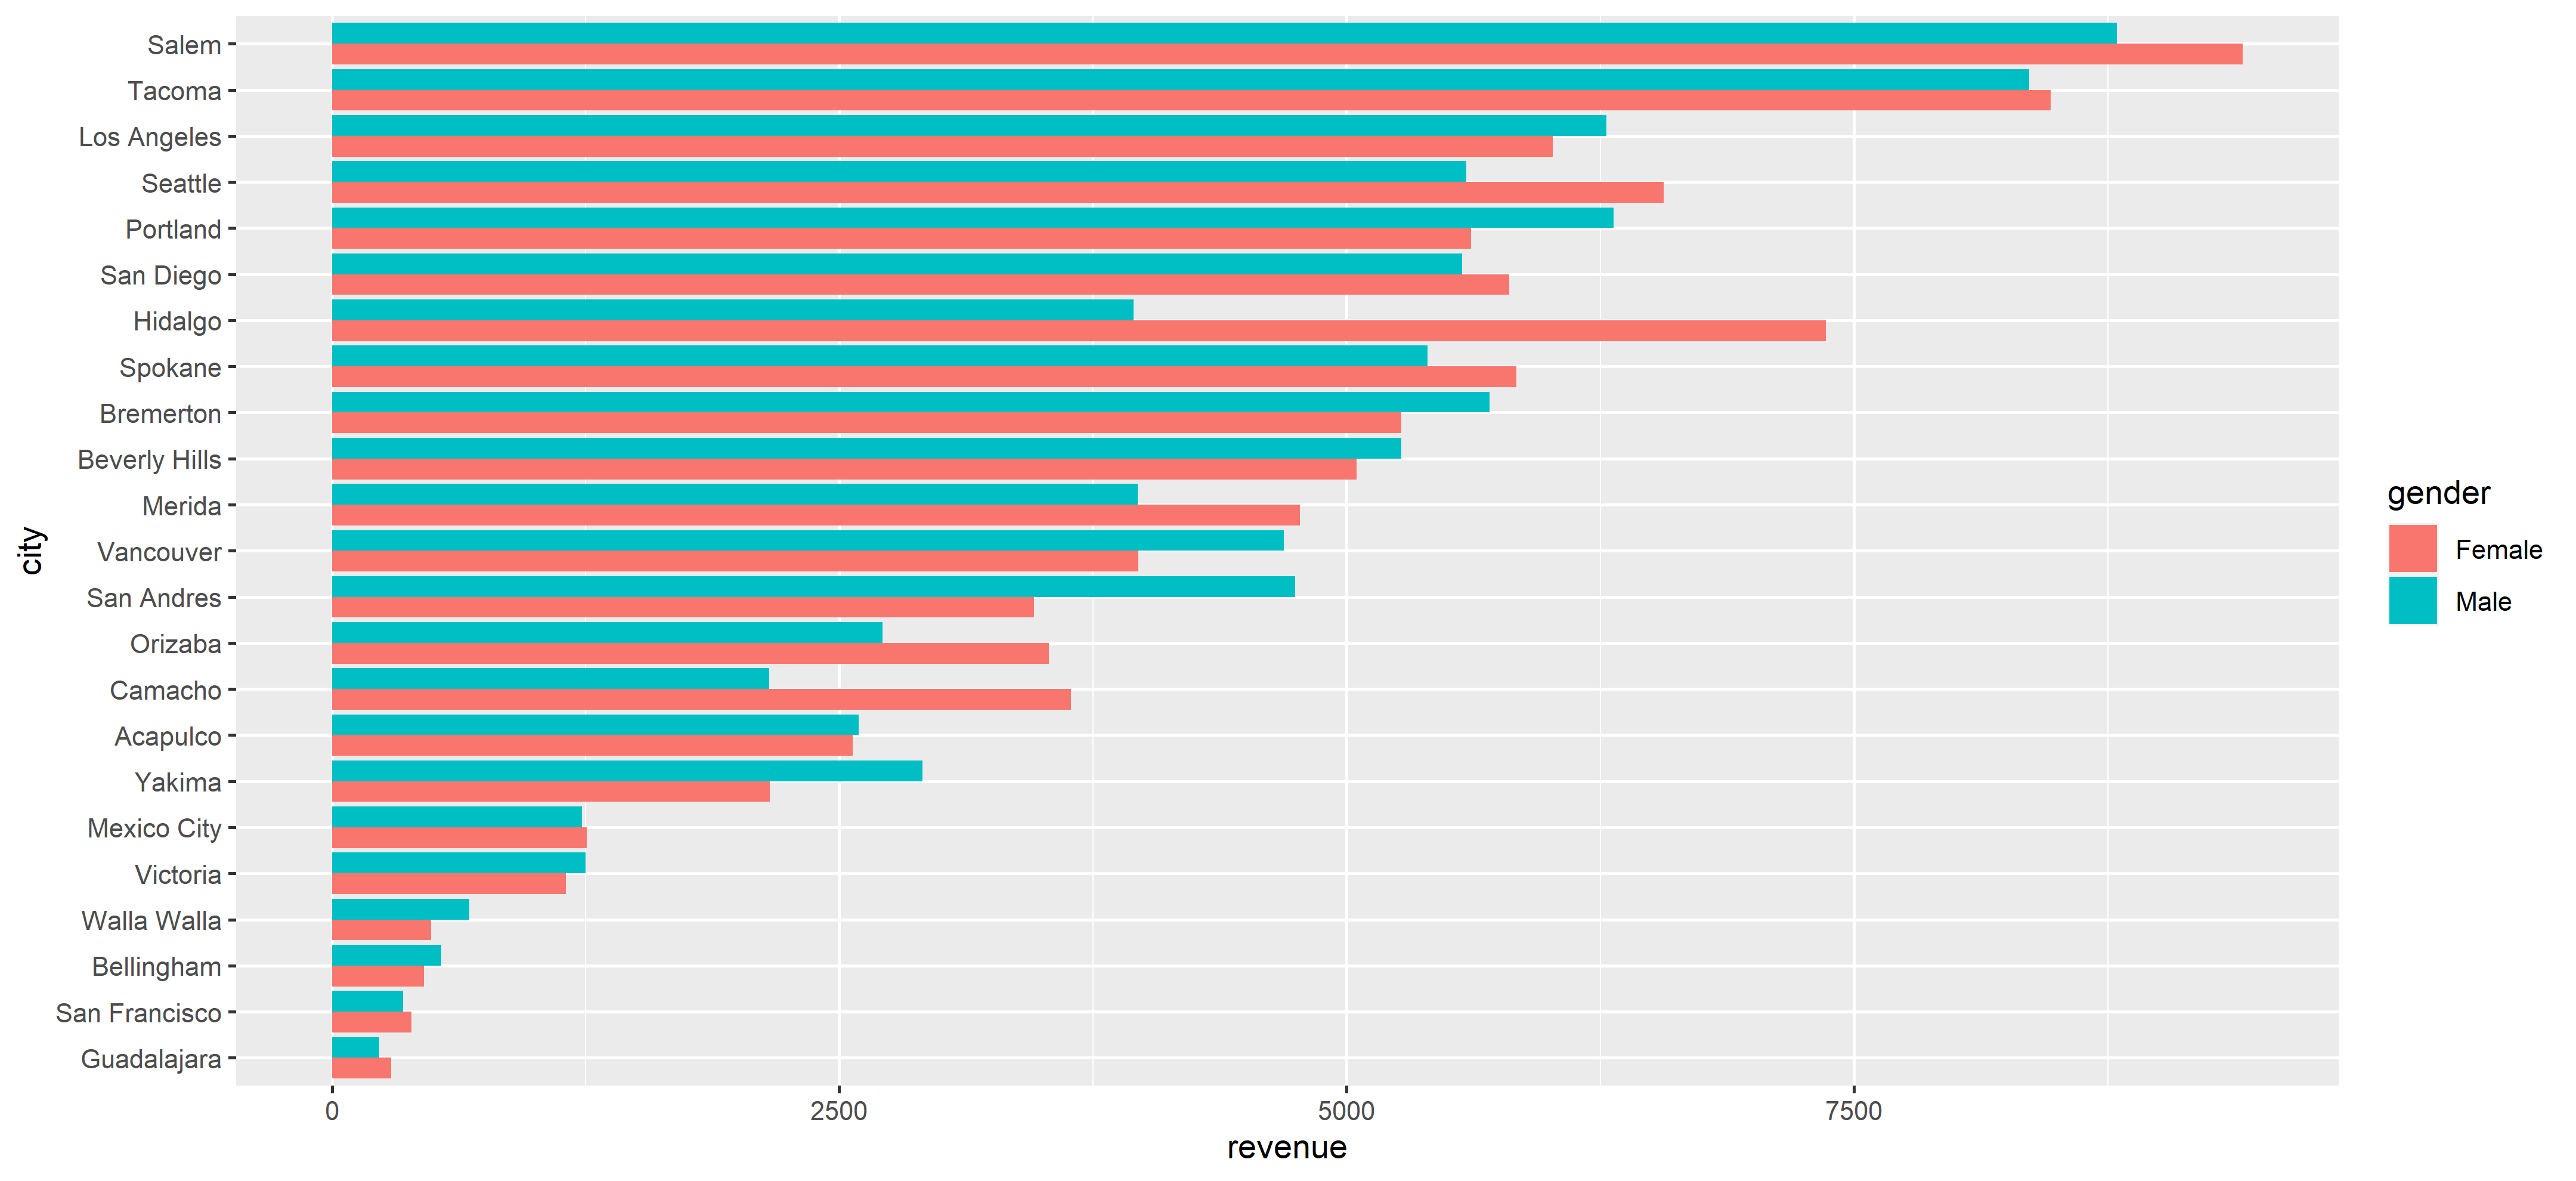 Salem
Tacoma
Los Angeles
Seattle
Portland
San Diego
Hidalgo
Spokane
Bremerton
Beverly Hills
Merida
Vancouver
San Andres
Orizaba
Camacho
Acapulco
Yakima
Mexico City
Victoria
Walla Walla
Bellingham
San Francisco
Guadalajara
city
0 2500 5000 7500
revenue
gender
Female
Male